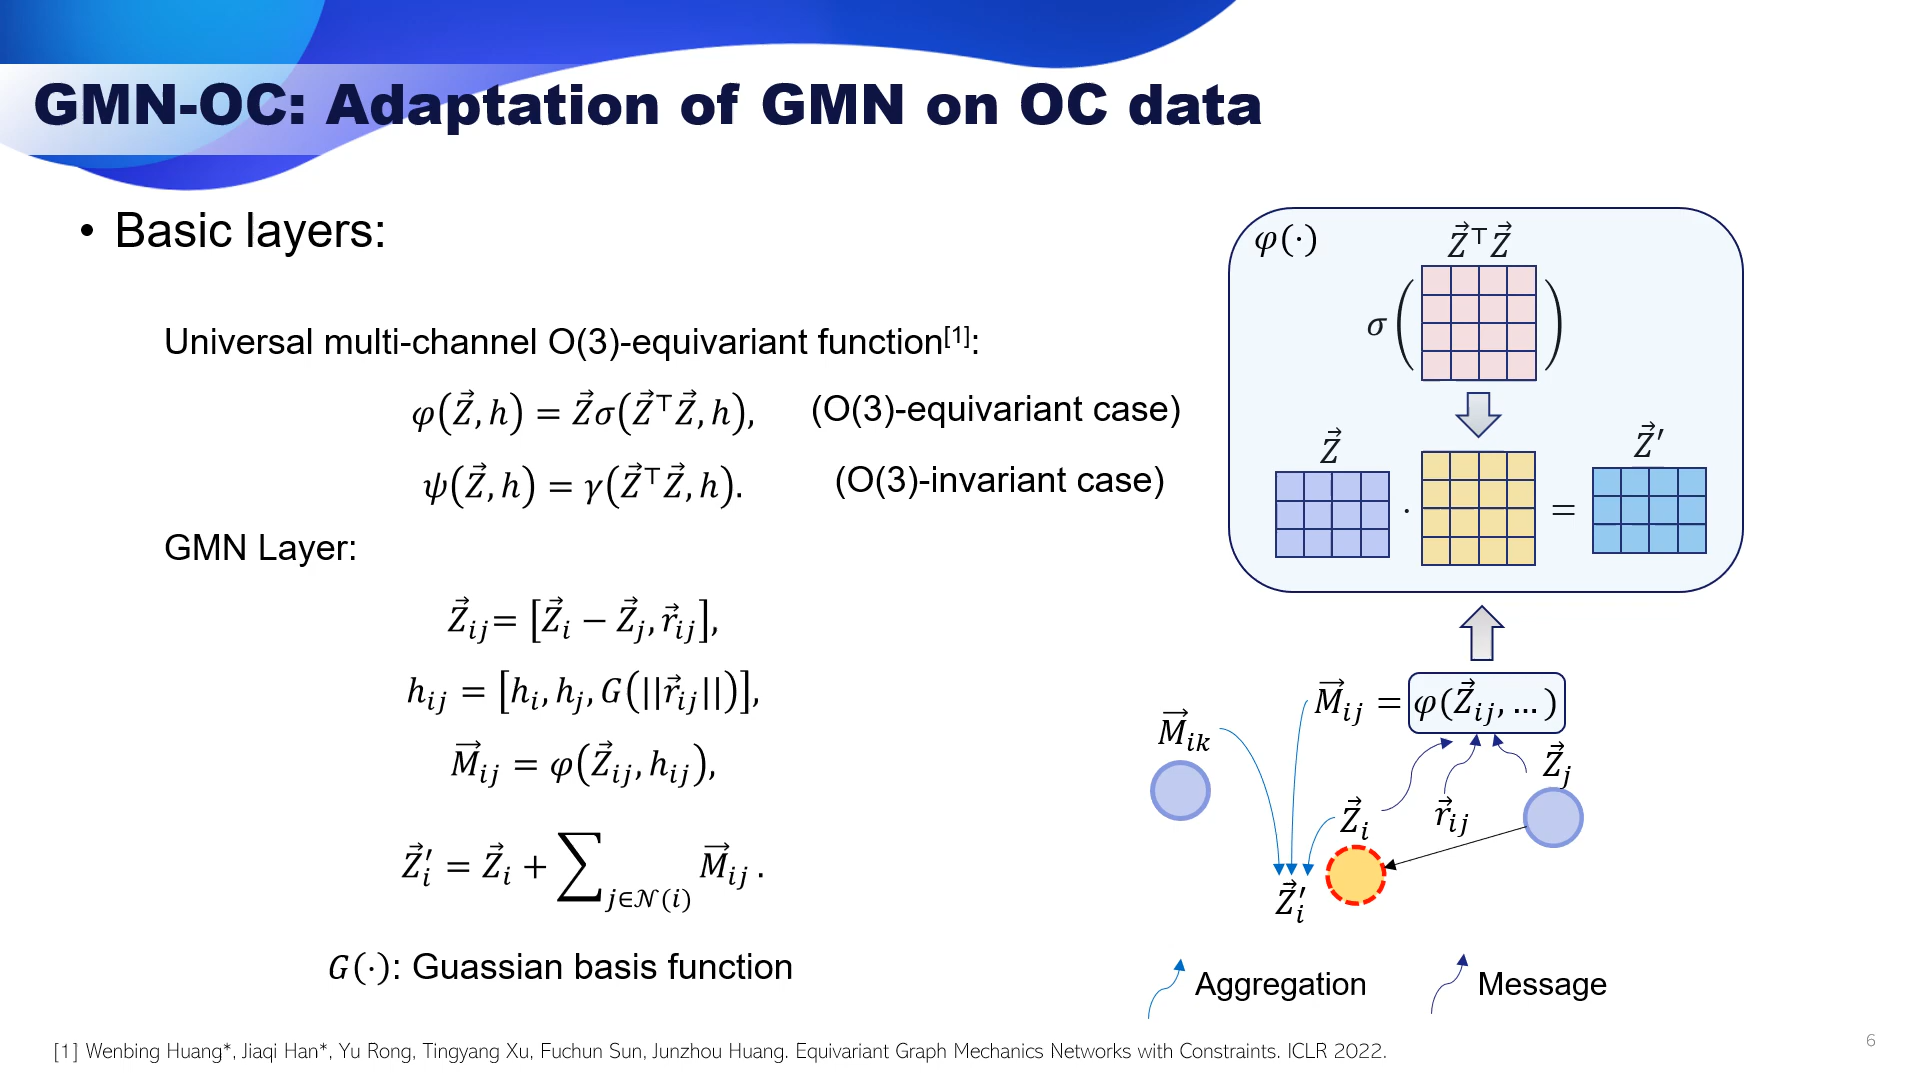 GMN-OC: Adaptation of GMN on OC data
• Basic layers:
Universal multi-channel O(3)-equivariant function[1]:
φ(Z⃗, h) = Z⃗σ(Z⃗⊤Z⃗, h), (O(3)-equivariant case)
ψ(Z⃗, h) = γ(Z⃗⊤Z⃗, h). (O(3)-invariant case)
GMN Layer:
Z⃗ij= [Z⃗i − Z⃗j, r⃗ij],
hij = [hi, hj, G(||r⃗ij||)],
M⃗ij = φ(Z⃗ij, hij),
Z⃗′i = Z⃗i + ∑j∈𝒩(i) M⃗ij .
G(·): Guassian basis function
φ(·)
Z⃗⊤Z⃗
σ ( )
Z⃗
·
=
Z⃗′
M⃗ij = φ(Z⃗ij, …)
M⃗ik
Z⃗j
Z⃗i
r⃗ij
Z⃗′i
Aggregation
Message
[1] Wenbing Huang*, Jiaqi Han*, Yu Rong, Tingyang Xu, Fuchun Sun, Junzhou Huang. Equivariant Graph Mechanics Networks with Constraints. ICLR 2022.
6